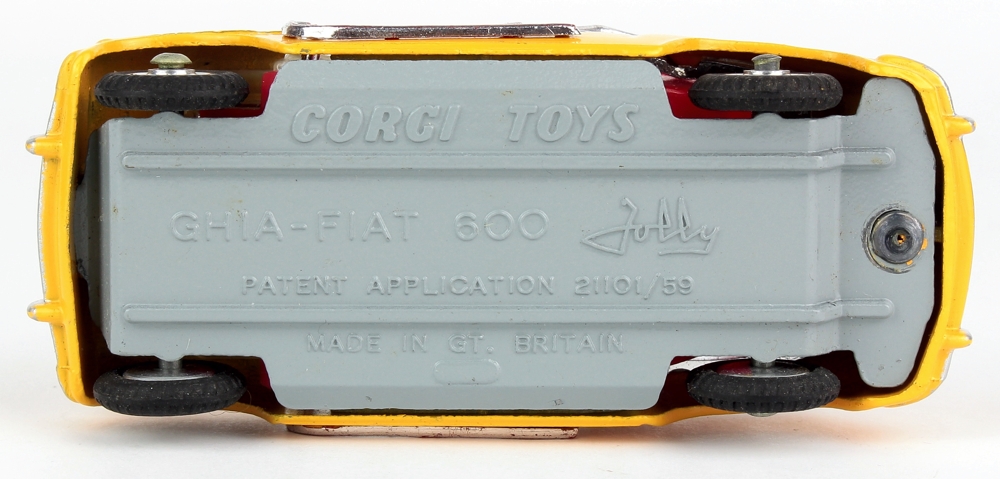 CORGI TOYS
GHIA-FIAT 600 Jolly
PATENT APPLICATION 21101/59
MADE IN GT. BRITAIN